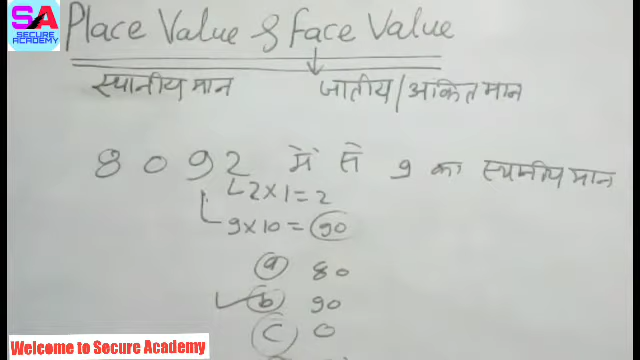 SA
SECURE
ACADEMY
Place Value & Face Value
स्थानीय मान जातीय/अंकित मान
8092 में से 9 का स्थानीय मान
2×1=2
9×10=90
(a) 80
(b) 90
(c) 0
Welcome to Secure Academy